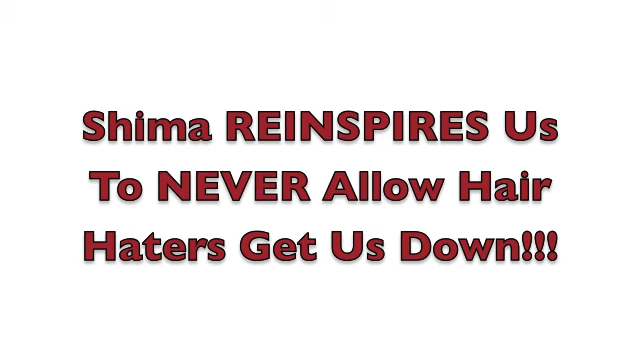 Shima REINSPIRES Us
To NEVER Allow Hair
Haters Get Us Down!!!